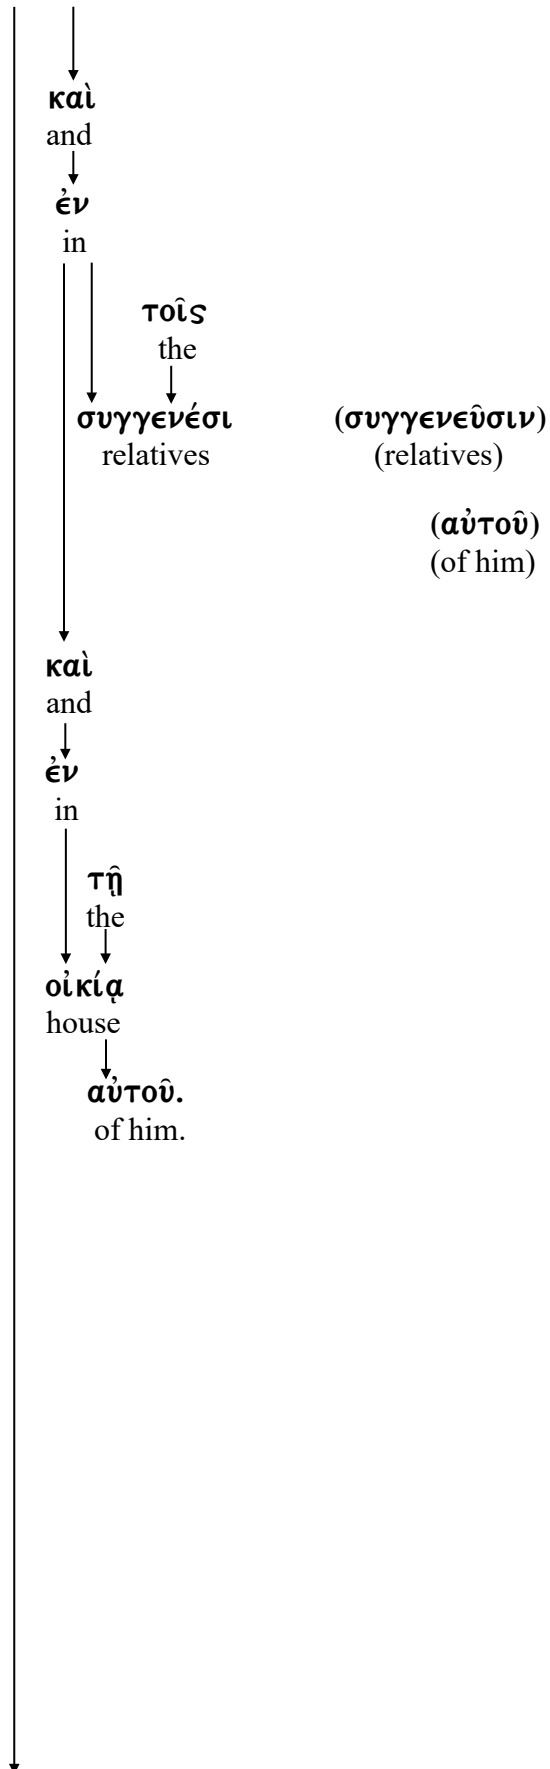 καὶ
and
ἐν
in
τοῖς
the
συγγενέσι (συγγενεῦσιν)
relatives (relatives)
(αὐτοῦ)
(of him)
καὶ
and
ἐν
in
τῇ
the
οἰκίᾳ
house
αὐτοῦ.
of him.